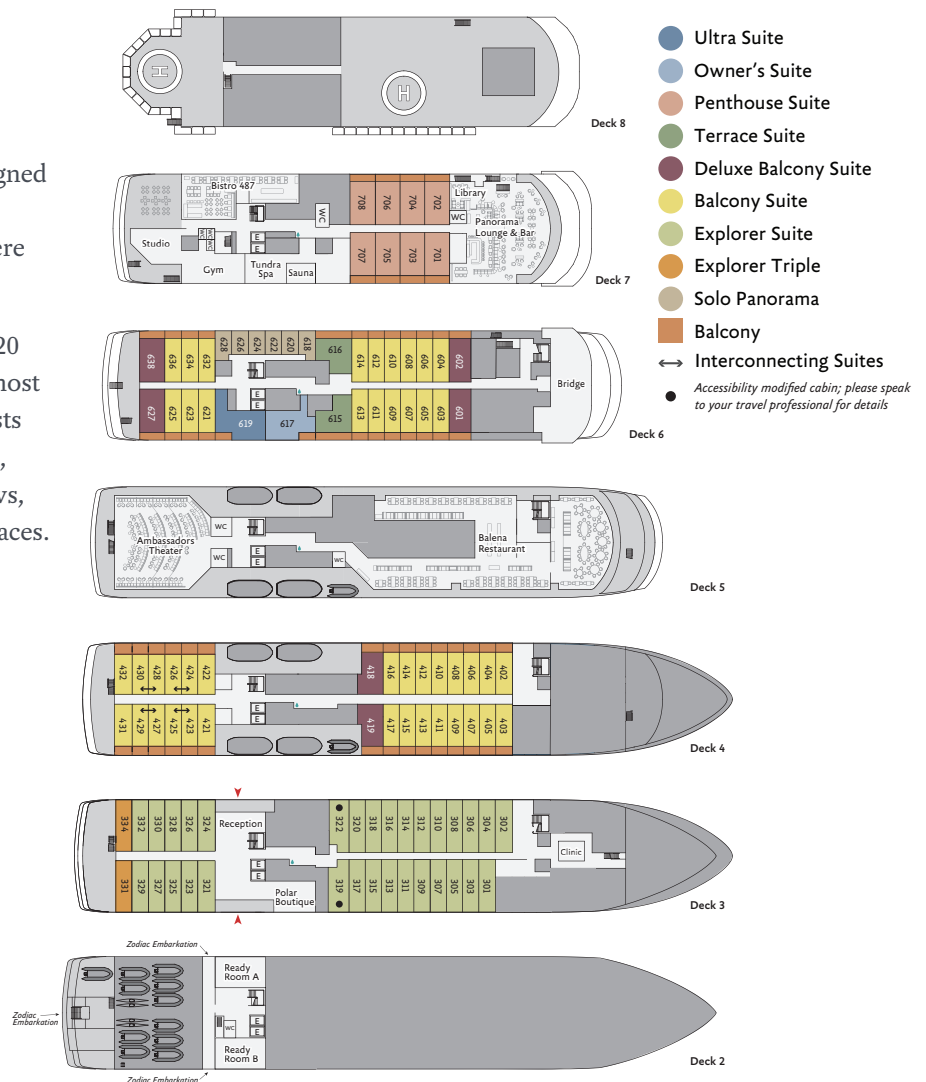 gned
ere
20
nost
sts
,
ws,
aces.
Ultra Suite
Owner's Suite
Penthouse Suite
Terrace Suite
Deluxe Balcony Suite
Balcony Suite
Explorer Suite
Explorer Triple
Solo Panorama
Balcony
Interconnecting Suites
Accessibility modified cabin; please speak
to your travel professional for details
H
H
Deck 8
Bistro 487
708 706 704 702
Library
WC
WC
Panorama
Lounge & Bar
Studio
WC
WC
WC
E
E
Gym
Tundra
Spa
Sauna
707 705 703 701
Deck 7
638 636 634 632 628 626 624 622 620 618 616 614 612 610 608 606 604 602
E
E
Bridge
627 625 623 621 619 617 615 613 611 609 607 605 603 601
Deck 6
Ambassadors
Theater
WC
WC
E
E
WC
Balena
Restaurant
Deck 5
432 430 428 426 424 422 418 416 414 412 410 408 406 404 402
E
E
431 429 427 425 423 421 419 417 415 413 411 409 407 405 403
Deck 4
334 332 330 328 326 324
Reception
322 320 318 316 314 312 310 308 306 304 302
E
E
Clinic
331 329 327 325 323 321
Polar
Boutique
319 317 315 313 311 309 307 305 303 301
Deck 3
Zodiac Embarkation
Ready
Room A
Zodiac
Embarkation
WC
E
E
Ready
Room B
Deck 2
Zodiac Embarkation